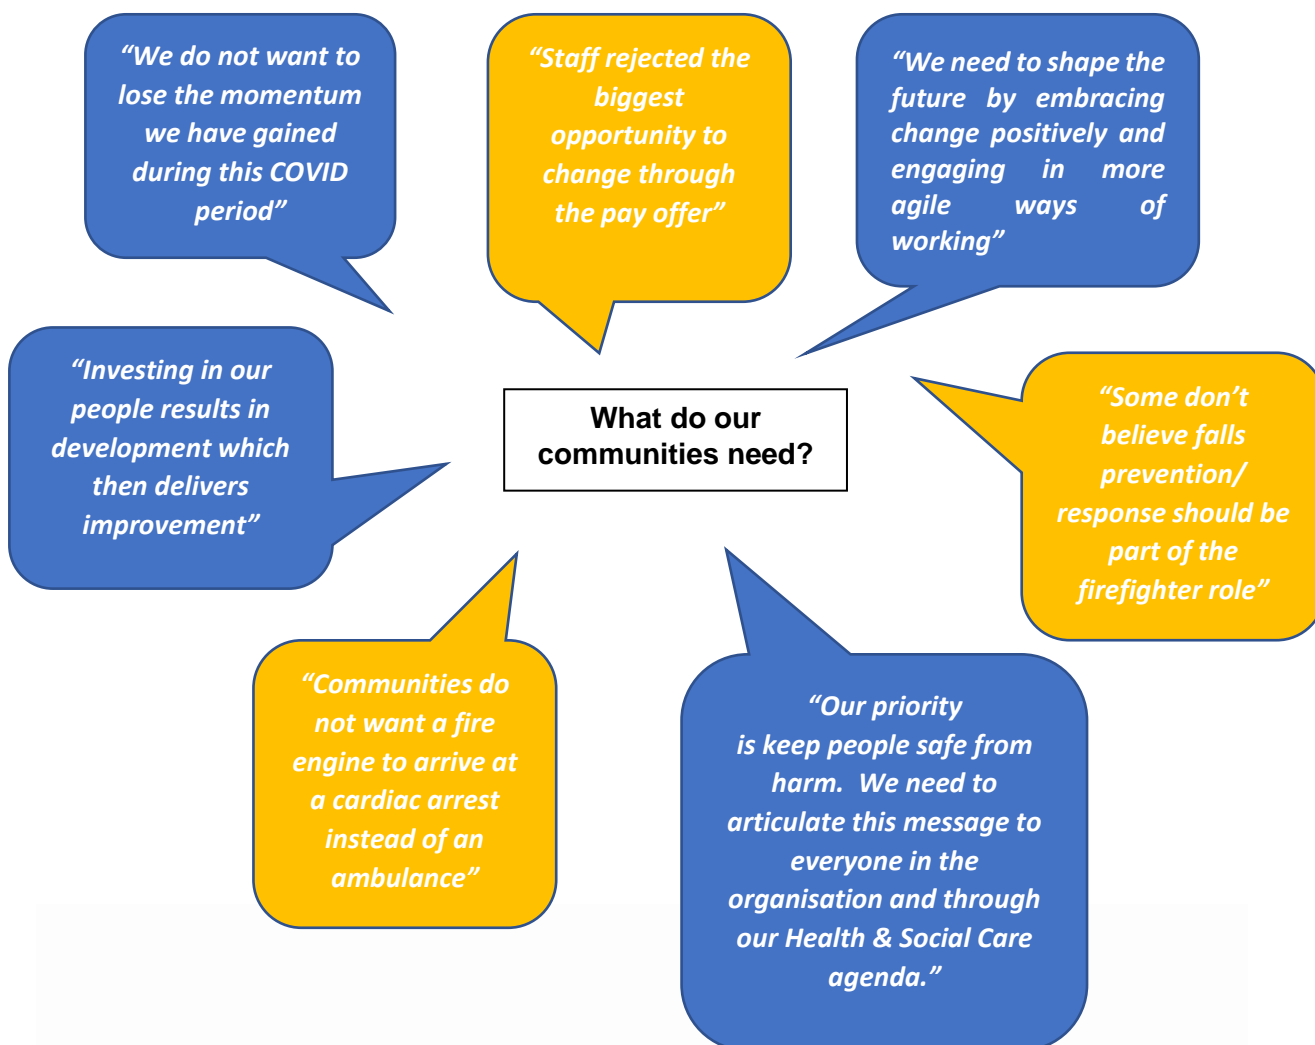 “We do not want to
lose the momentum
we have gained
during this COVID
period”
“Staff rejected the
biggest
opportunity to
change through
the pay offer”
“We need to shape the
future by embracing
change positively and
engaging in more
agile ways of
working”
“Investing in our
people results in
development which
then delivers
improvement”
What do our
communities need?
“Some don’t
believe falls
prevention/
response should be
part of the
firefighter role”
“Communities do
not want a fire
engine to arrive at
a cardiac arrest
instead of an
ambulance”
“Our priority
is keep people safe from
harm.  We need to
articulate this message to
everyone in the
organisation and through
our Health & Social Care
agenda.”